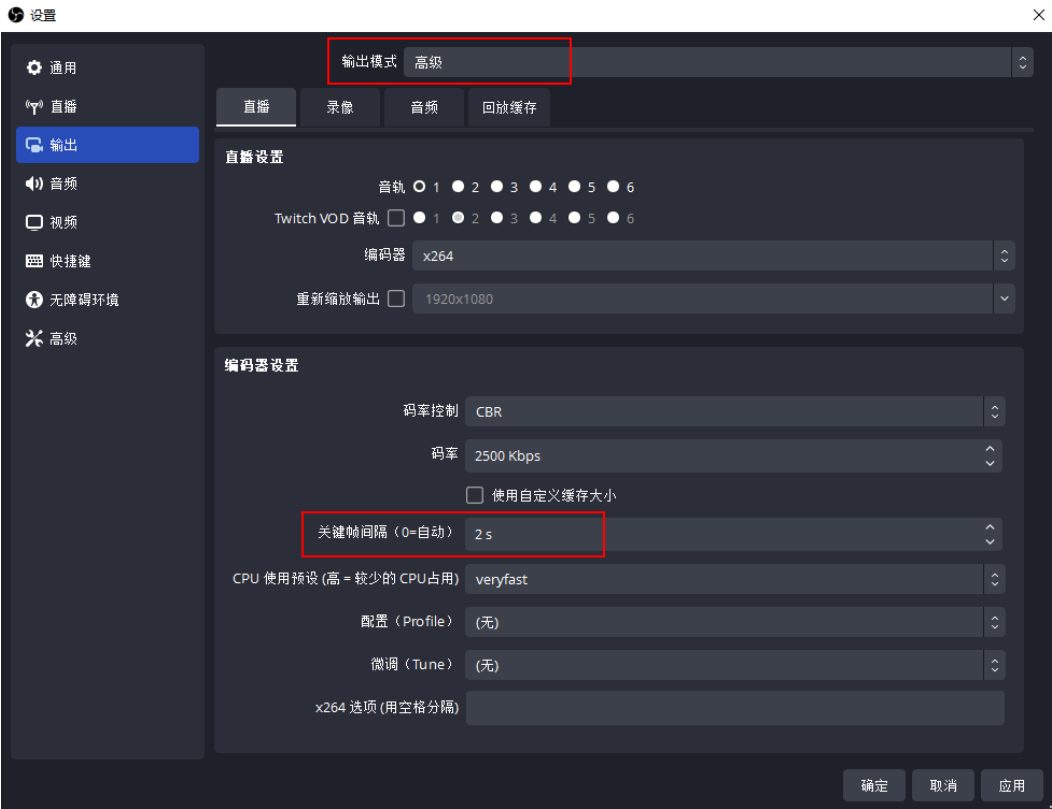 设置
通用
直播
输出
音频
视频
快捷键
无障碍环境
高级
输出模式 高级
直播 录像 音频 回放缓存
直播设置
音轨 1 2 3 4 5 6
Twitch VOD 音轨 1 2 3 4 5 6
编码器 x264
重新缩放输出 1920x1080
编码器设置
码率控制 CBR
码率 2500 Kbps
使用自定义缓存大小
关键帧间隔（0=自动） 2 s
CPU 使用预设 (高 = 较少的 CPU占用) veryfast
配置（Profile） (无)
微调（Tune） (无)
x264 选项 (用空格分隔)
确定 取消 应用